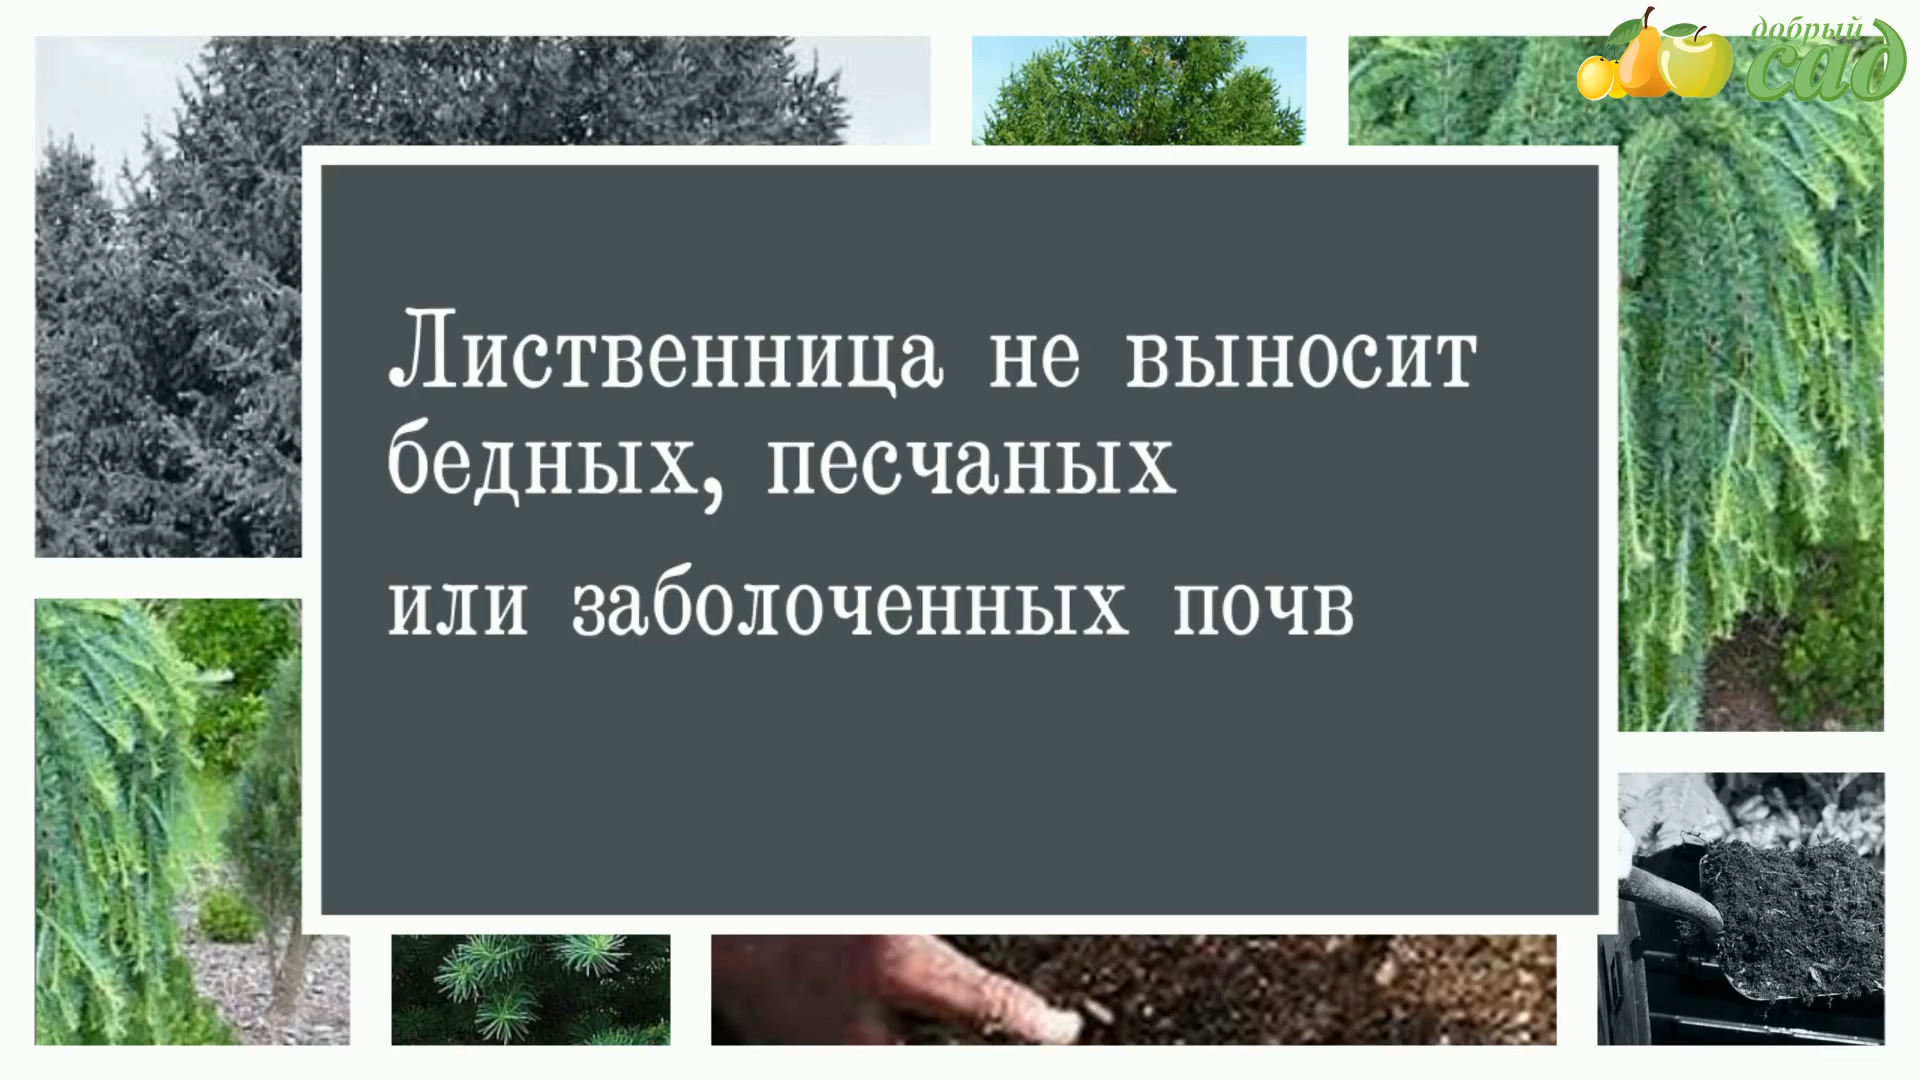 добрый
сад
Лиственница не выносит
бедных, песчаных
или заболоченных почв